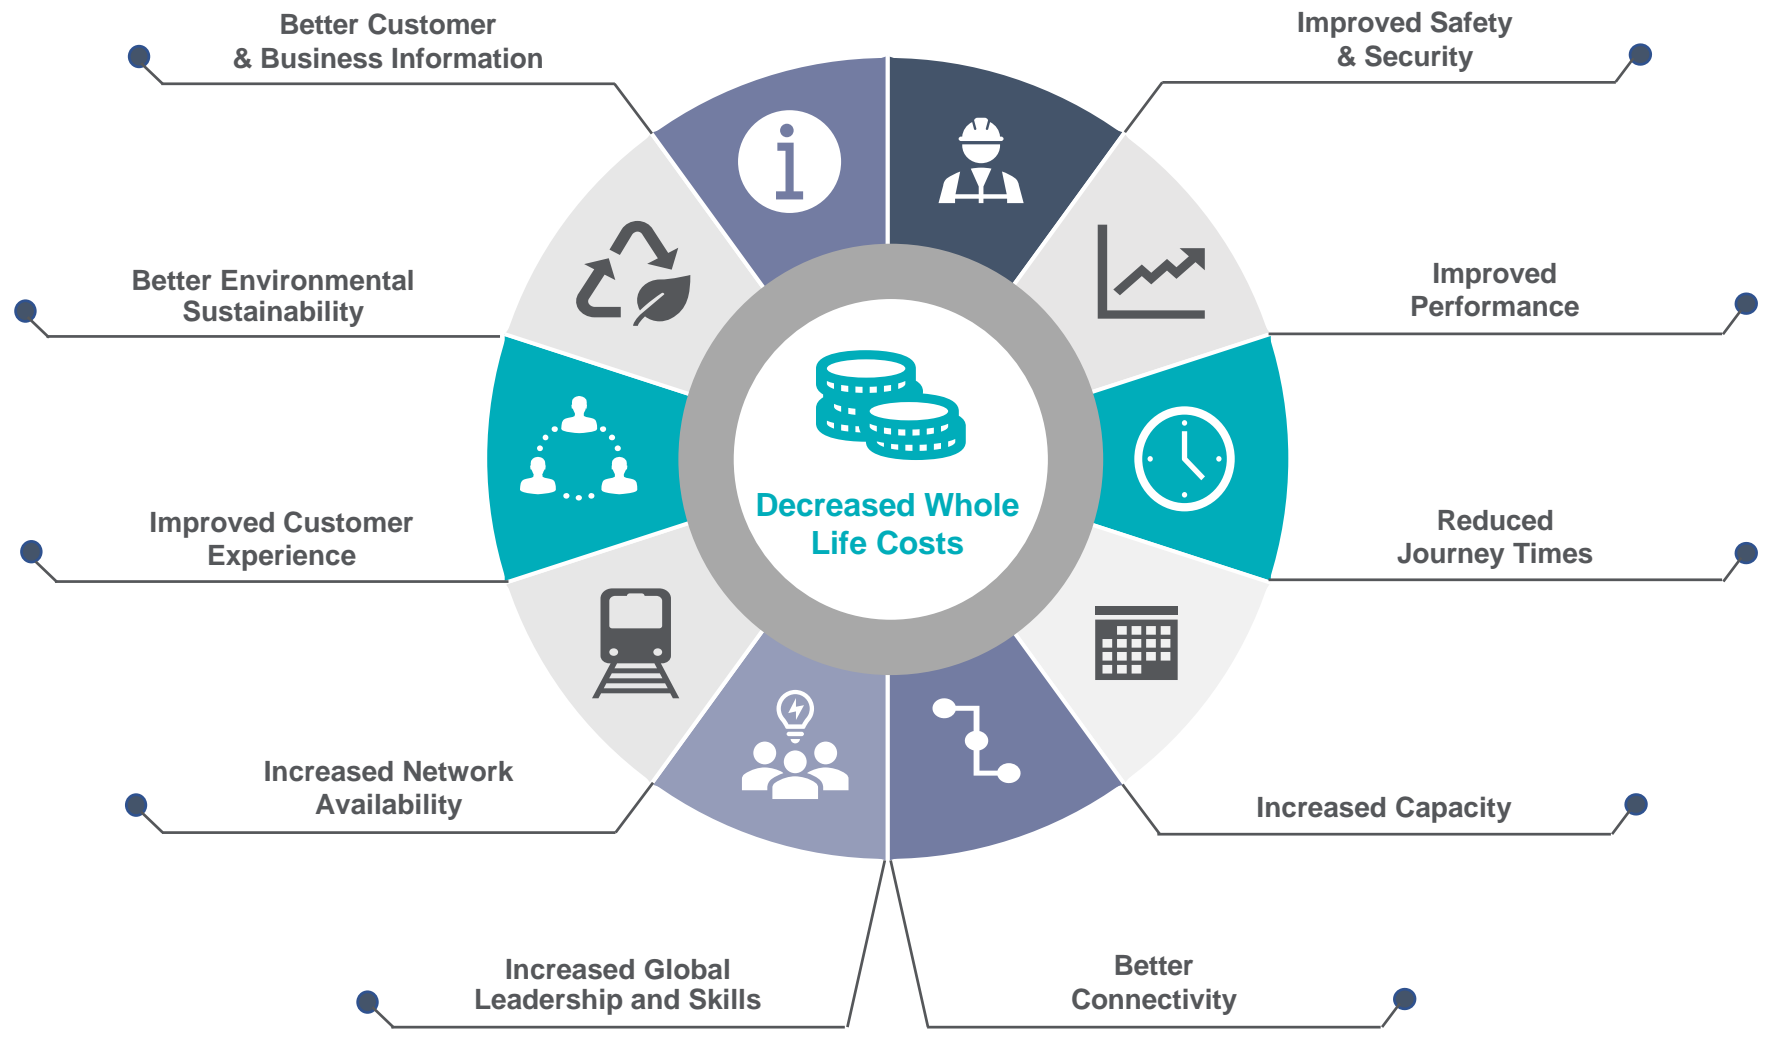 Better Customer
& Business Information
Improved Safety
& Security
Better Environmental
Sustainability
Improved
Performance
Decreased Whole
Life Costs
Improved Customer
Experience
Reduced
Journey Times
Increased Network
Availability
Increased Capacity
Increased Global
Leadership and Skills
Better
Connectivity